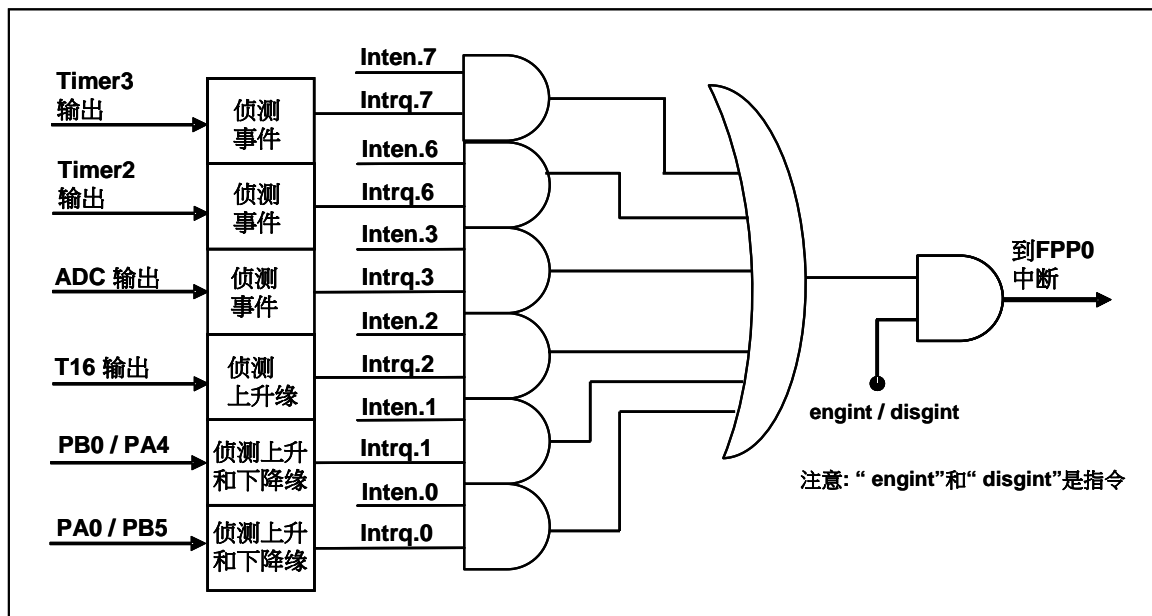 Timer3
输出
Timer2
输出
ADC 输出
T16 输出
PB0 / PA4
PA0 / PB5
侦测
事件
侦测
事件
侦测
事件
侦测
上升缘
侦测上升
和下降缘
侦测上升
和下降缘
Inten.7
Intrq.7
Inten.6
Intrq.6
Inten.3
Intrq.3
Inten.2
Intrq.2
Inten.1
Intrq.1
Inten.0
Intrq.0
到FPP0
中断
engint / disgint
注意: “ engint”和“ disgint”是指令